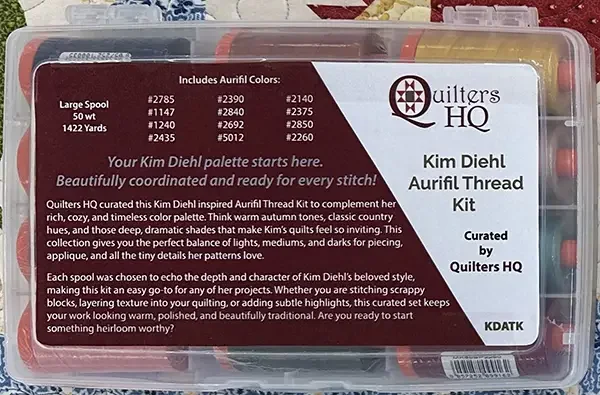 Includes Aurifil Colors:
Large Spool
50 wt
1422 Yards
#2785 #2390 #2140
#1147 #2840 #2375
#1240 #2692 #2850
#2435 #5012 #2260
Your Kim Diehl palette starts here.
Beautifully coordinated and ready for every stitch!
Quilters HQ curated this Kim Diehl inspired Aurifil Thread Kit to complement her
rich, cozy, and timeless color palette. Think warm autumn tones, classic country
hues, and those deep, dramatic shades that make Kim's quilts feel so inviting. This
collection gives you the perfect balance of lights, mediums, and darks for piecing,
applique, and all the tiny details her patterns love.
Each spool was chosen to echo the depth and character of Kim Diehl's beloved style,
making this kit an easy go-to for any of her projects. Whether you are stitching scrappy
blocks, layering texture into your quilting, or adding subtle highlights, this curated set keeps
your work looking warm, polished, and beautifully traditional. Are you ready to start
something heirloom worthy?
Quilters
HQ
Kim Diehl
Aurifil Thread
Kit
Curated
by
Quilters HQ
KDATK